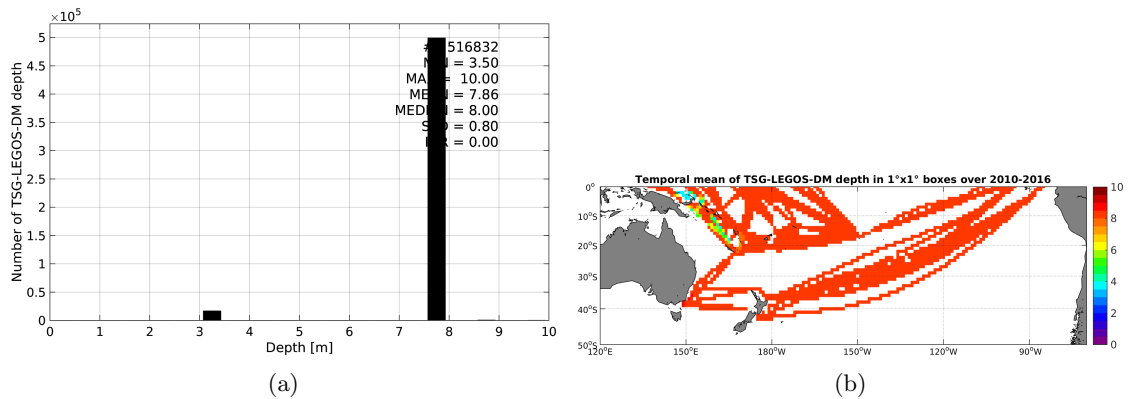 ×10⁵
5
4.5
4
3.5
3
2.5
2
1.5
1
0.5
0
Number of TSG-LEGOS-DM depth
516832
= 3.50
= 10.00
= 7.86
= 8.00
= 0.80
= 0.00
0 1 2 3 4 5 6 7 8 9 10
Depth [m]
(a)
Temporal mean of TSG-LEGOS-DM depth in 1°x1° boxes over 2010-2016
0°
10°S
20°S
30°S
40°S
50°S
120°E 150°E 180°W 150°W 120°W 90°W
10
8
6
4
2
0
(b)